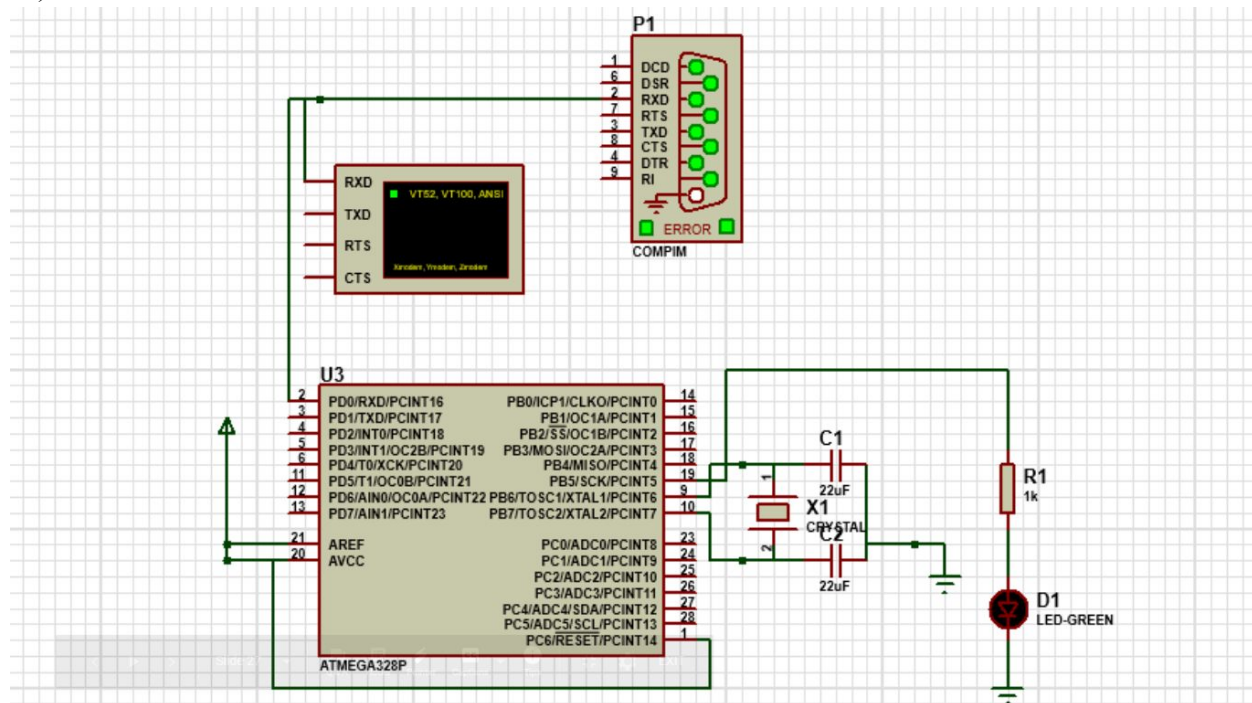 P1
1 DCD
6 DSR
2 RXD
7 RTS
3 TXD
8 CTS
4 DTR
9 RI
ERROR
COMPIM
RXD
TXD
RTS
CTS
VT52, VT100, ANSI
Xmodem, Ymodem, Zmodem
U3
2 PD0/RXD/PCINT16
3 PD1/TXD/PCINT17
4 PD2/INT0/PCINT18
5 PD3/INT1/OC2B/PCINT19
6 PD4/T0/XCK/PCINT20
11 PD5/T1/OC0B/PCINT21
12 PD6/AIN0/OC0A/PCINT22
13 PD7/AIN1/PCINT23
21 AREF
20 AVCC
PB0/ICP1/CLKO/PCINT0 14
PB1/OC1A/PCINT1 15
PB2/SS/OC1B/PCINT2 16
PB3/MOSI/OC2A/PCINT3 17
PB4/MISO/PCINT4 18
PB5/SCK/PCINT5 19
PB6/TOSC1/XTAL1/PCINT6 9
PB7/TOSC2/XTAL2/PCINT7 10
PC0/ADC0/PCINT8 23
PC1/ADC1/PCINT9 24
PC2/ADC2/PCINT10 25
PC3/ADC3/PCINT11 26
PC4/ADC4/SDA/PCINT12 27
PC5/ADC5/SCL/PCINT13 28
PC6/RESET/PCINT14 1
ATMEGA328P
C1
22uF
1
X1
CRYSTAL
2
C2
22uF
R1
1k
D1
LED-GREEN